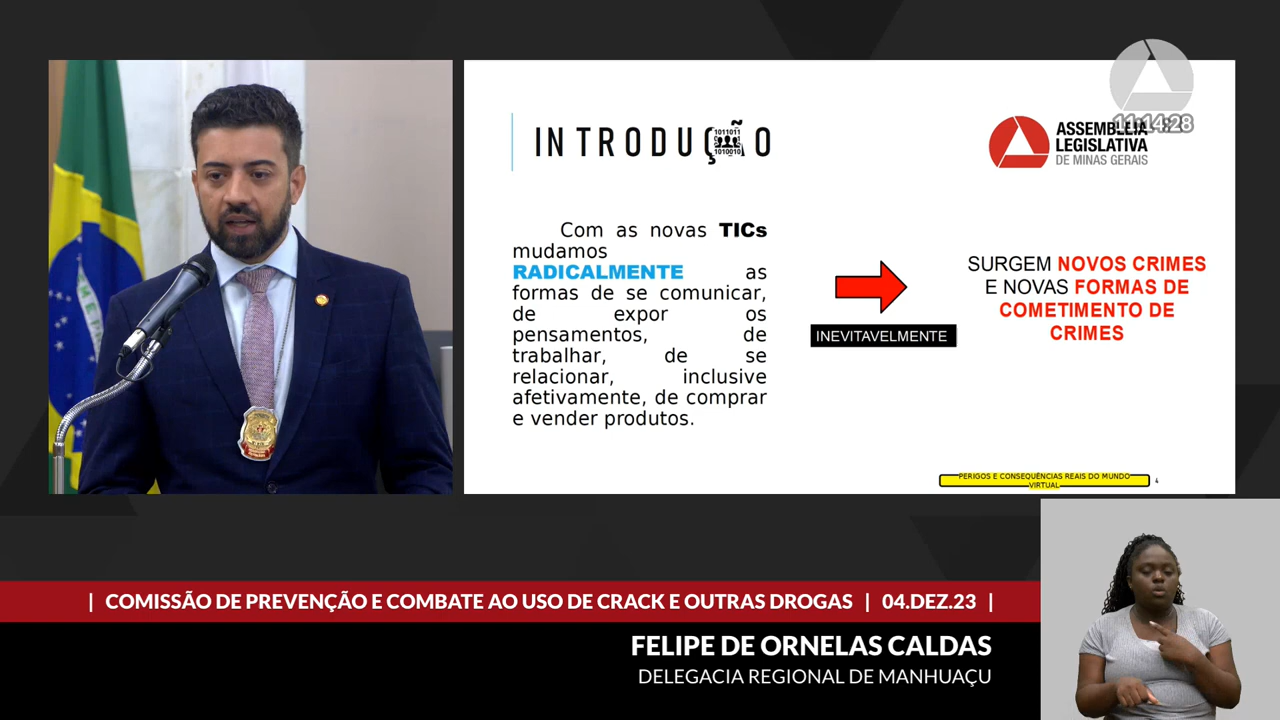 11:14:28
INTRODUÇÃO
1011011
1010010
ASSEMBLEIA
LEGISLATIVA
DE MINAS GERAIS
Com as novas TICs
mudamos
RADICALMENTE as
formas de se comunicar,
de expor os
pensamentos, de
trabalhar, de se
relacionar, inclusive
afetivamente, de comprar
e vender produtos.
INEVITAVELMENTE
SURGEM NOVOS CRIMES
E NOVAS FORMAS DE
COMETIMENTO DE
CRIMES
PERIGOS E CONSEQUÊNCIAS REAIS DO MUNDO
VIRTUAL
4
| COMISSÃO DE PREVENÇÃO E COMBATE AO USO DE CRACK E OUTRAS DROGAS | 04.DEZ.23 |
FELIPE DE ORNELAS CALDAS
DELEGACIA REGIONAL DE MANHUAÇU